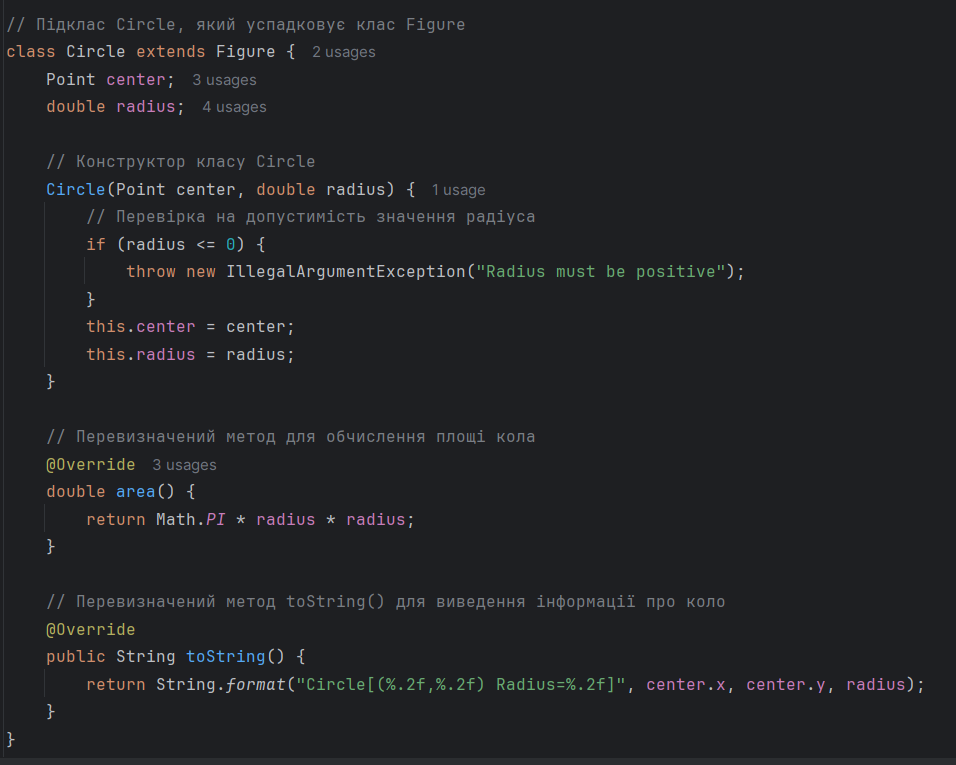 // Підклас Circle, який успадковує клас Figure
class Circle extends Figure {  2 usages
    Point center;  3 usages
    double radius;  4 usages

    // Конструктор класу Circle
    Circle(Point center, double radius) {  1 usage
        // Перевірка на допустимість значення радіуса
        if (radius <= 0) {
            throw new IllegalArgumentException("Radius must be positive");
        }
        this.center = center;
        this.radius = radius;
    }

    // Перевизначений метод для обчислення площі кола
    @Override  3 usages
    double area() {
        return Math.PI * radius * radius;
    }

    // Перевизначений метод toString() для виведення інформації про коло
    @Override
    public String toString() {
        return String.format("Circle[(%.2f,%.2f) Radius=%.2f]", center.x, center.y, radius);
    }
}